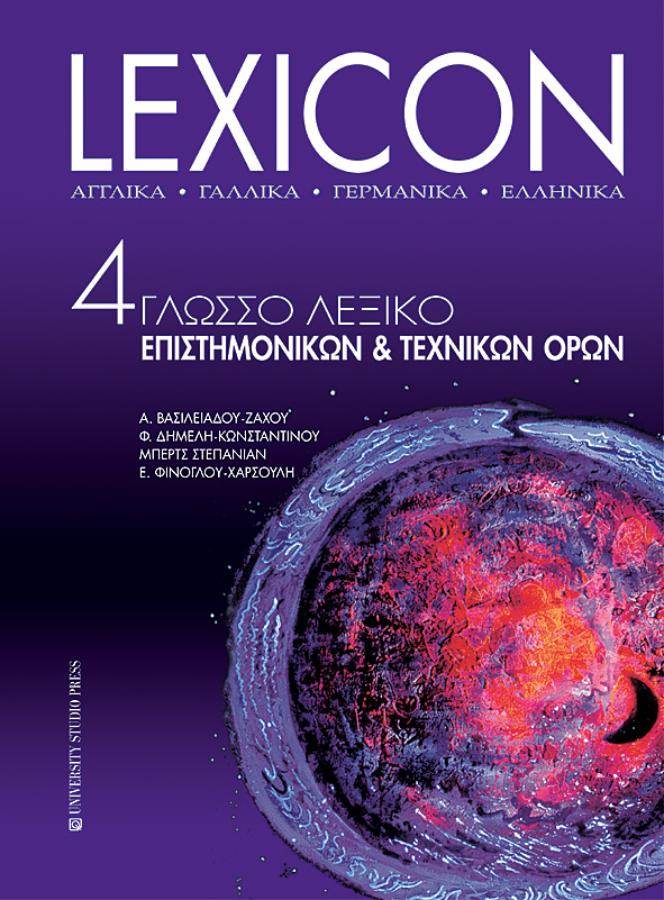 LEXICON
ΑΓΓΛΙΚΑ • ΓΑΛΛΙΚΑ • ΓΕΡΜΑΝΙΚΑ • ΕΛΛΗΝΙΚΑ
4ΓΛΩΣΣΟ ΛΕΞΙΚΟ
ΕΠΙΣΤΗΜΟΝΙΚΩΝ & ΤΕΧΝΙΚΩΝ ΟΡΩΝ
Α. ΒΑΣΙΛΕΙΑΔΟΥ-ΖΑΧΟΥ
Φ. ΔΗΜΕΛΗ-ΚΩΝΣΤΑΝΤΙΝΟΥ
ΜΠΕΡΤΣ ΣΤΕΠΑΝΙΑΝ
Ε. ΦΙΝΟΓΛΟΥ-ΧΑΡΣΟΥΛΗ
UNIVERSITY STUDIO PRESS